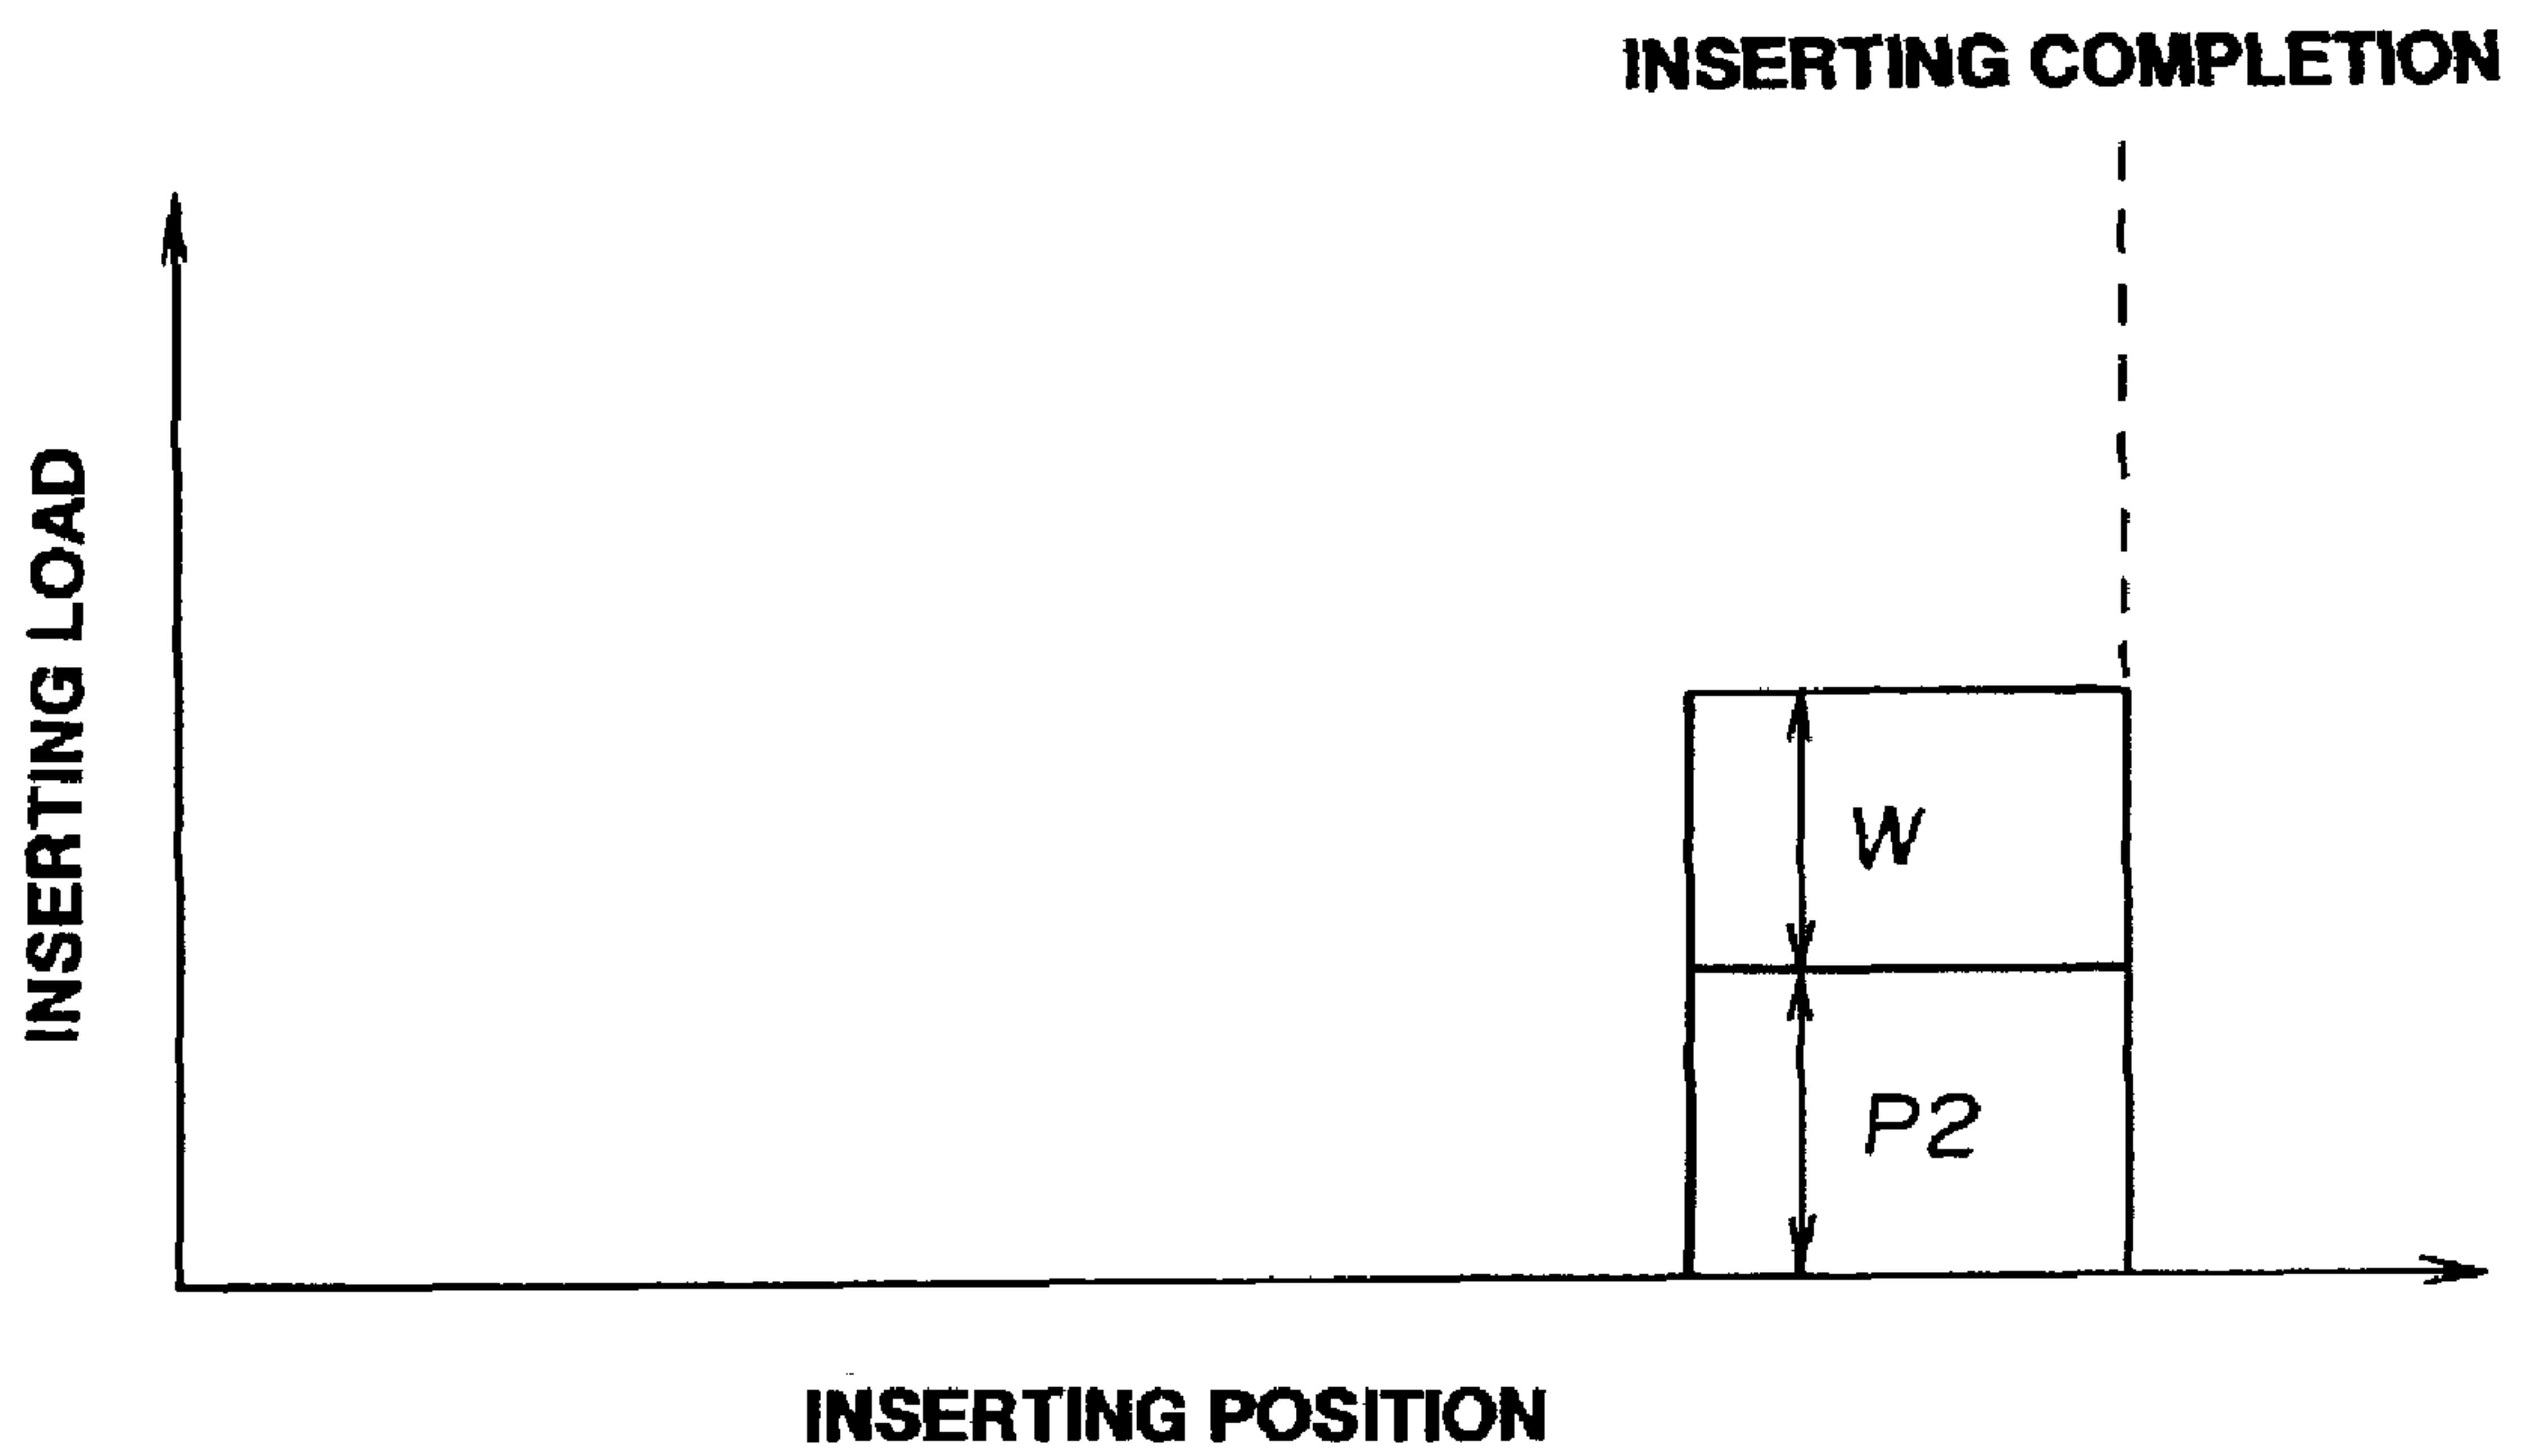 INSERTING COMPLETION
INSERTING LOAD
W
P2
INSERTING POSITION